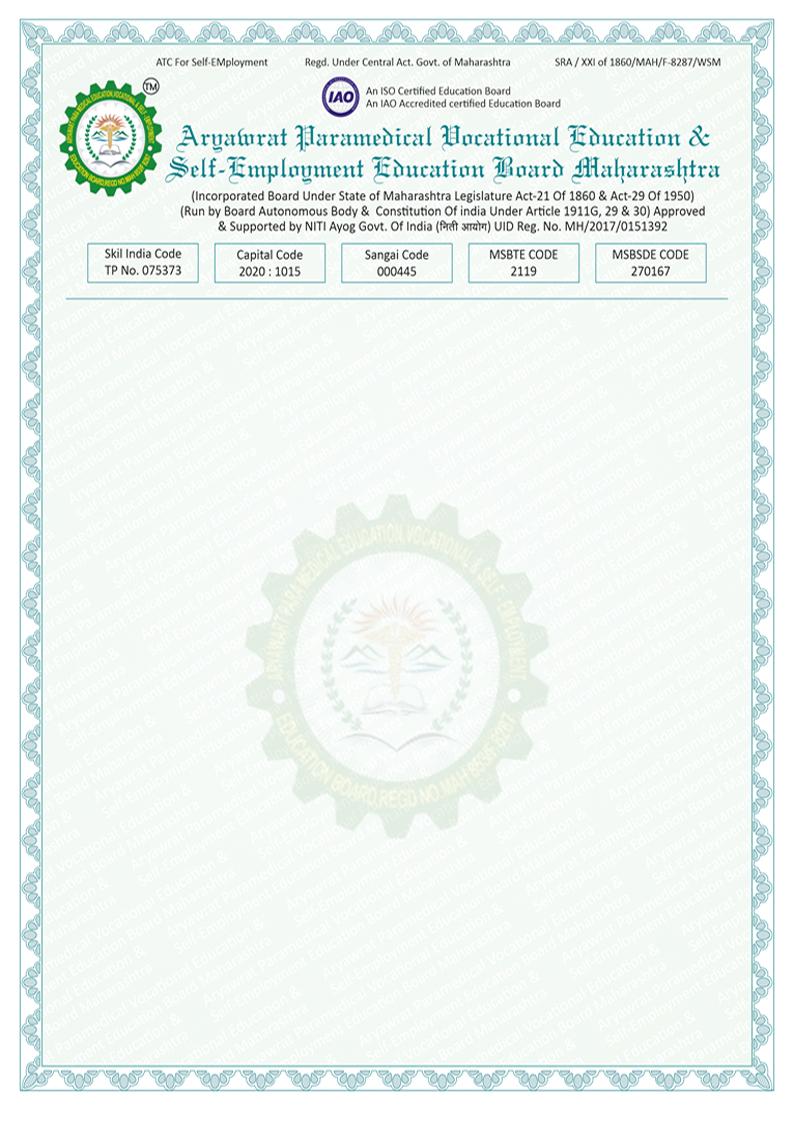 ATC For Self-EMployment Regd. Under Central Act. Govt. of Maharashtra SRA / XXI of 1860/MAH/F-8287/WSM
TM
IAO
An ISO Certified Education Board
An IAO Accredited certified Education Board
Aryawrat Paramedical Vocational Education &
Self-Employment Education Board Maharashtra
(Incorporated Board Under State of Maharashtra Legislature Act-21 Of 1860 & Act-29 Of 1950)
(Run by Board Autonomous Body & Constitution Of india Under Article 1911G, 29 & 30) Approved
& Supported by NITI Ayog Govt. Of India (निती आयोग) UID Reg. No. MH/2017/0151392
Skil India Code
TP No. 075373
Capital Code
2020 : 1015
Sangai Code
000445
MSBTE CODE
2119
MSBSDE CODE
270167
EDUCATION, VOCATIONAL & SELF - EMPLOYMENT
EDUCATION BOARD, REGD NO. MAH